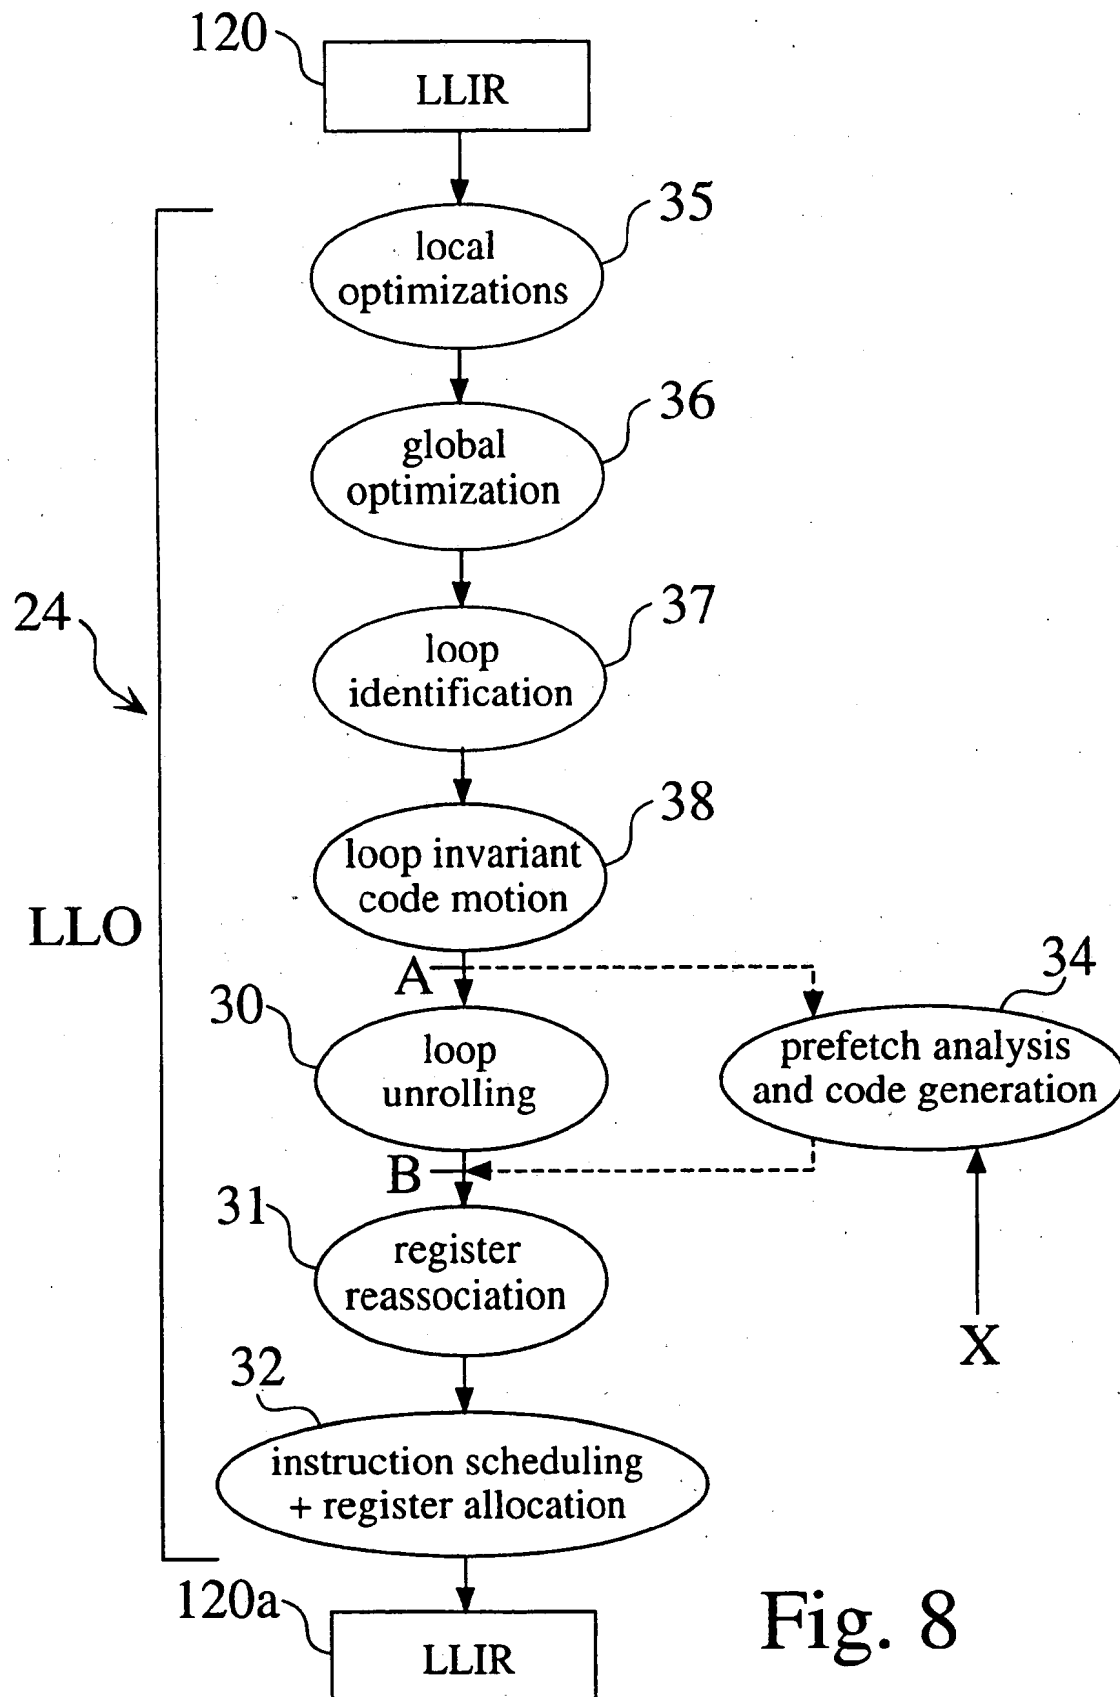 120
LLIR
35
local
optimizations
36
global
optimization
24
37
loop
identification
38
loop invariant
code motion
LLO
A
34
30
loop
unrolling
prefetch analysis
and code generation
B
31
register
reassociation
X
32
instruction scheduling
+ register allocation
120a
LLIR
Fig. 8